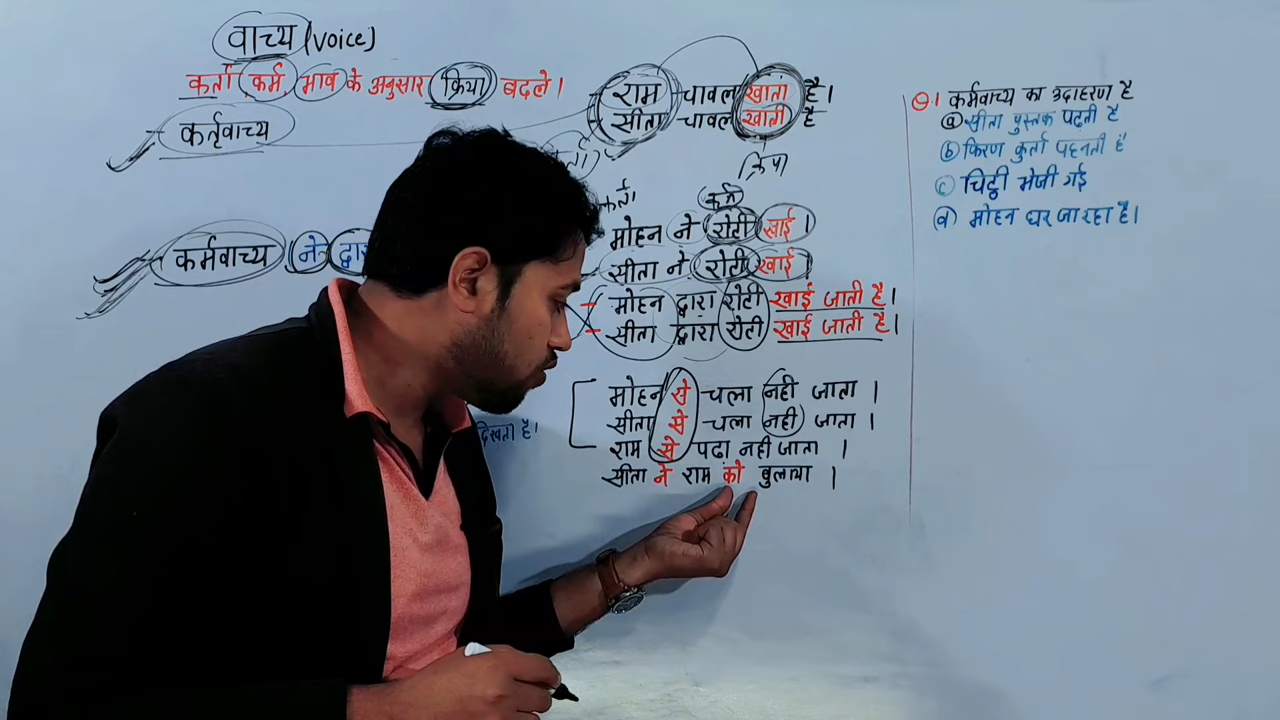 वाच्य (Voice)
कर्ता, कर्म, भाव के अनुसार क्रिया बदले।
कर्तृवाच्य
कर्मवाच्य (ने, द्वारा
दिखता है।
राम चावल खाता है।
सीता चावल खाती है
क्रिया
कर्ता कर्म
मोहन ने रोटी खाई।
सीता ने रोटी खाई।
मोहन द्वारा रोटी खाई जाती है।
सीता द्वारा रोटी खाई जाती है।
मोहन से चला नही जाता।
सीता से चला नही जाता।
राम से पढा़ नही जाता।
सीता ने राम को बुलाया।
Q.1 कर्मवाच्य का उदाहरण है
(a) सीता पुस्तक पढ़ती है
(b) किरण कुर्ता पहनती है
(c) चिट्ठी भेजी गई
(d) मोहन घर जा रहा है।